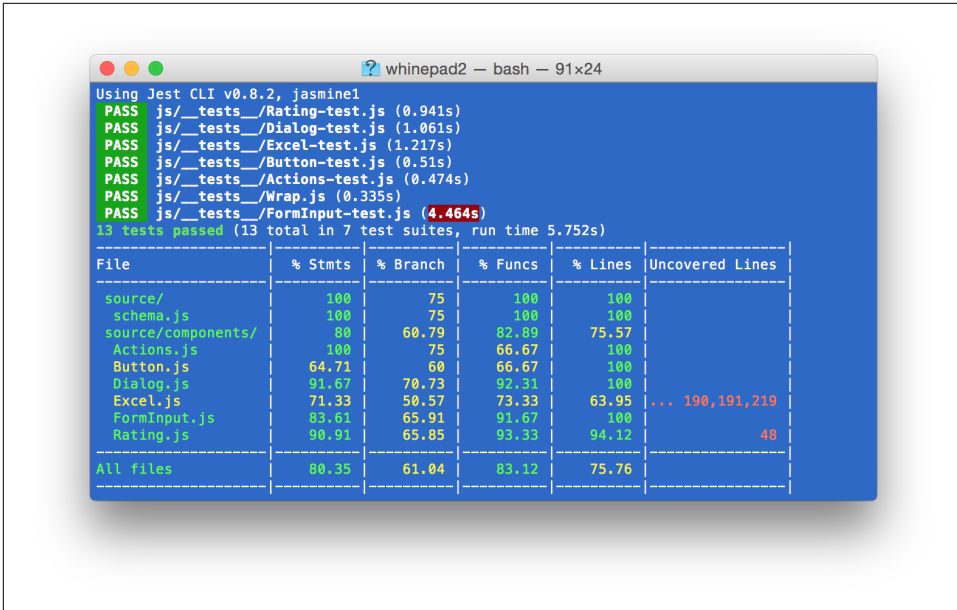 whinepad2 — bash — 91×24
Using Jest CLI v0.8.2, jasmine1
PASS js/__tests__/Rating-test.js (0.941s)
PASS js/__tests__/Dialog-test.js (1.061s)
PASS js/__tests__/Excel-test.js (1.217s)
PASS js/__tests__/Button-test.js (0.51s)
PASS js/__tests__/Actions-test.js (0.474s)
PASS js/__tests__/Wrap.js (0.335s)
PASS js/__tests__/FormInput-test.js (4.464s)
13 tests passed (13 total in 7 test suites, run time 5.752s)
File | % Stmts | % Branch | % Funcs | % Lines |Uncovered Lines |
source/ | 100 | 75 | 100 | 100 | |
schema.js | 100 | 75 | 100 | 100 | |
source/components/ | 80 | 60.79 | 82.89 | 75.57 | |
Actions.js | 100 | 75 | 66.67 | 100 | |
Button.js | 64.71 | 60 | 66.67 | 100 | |
Dialog.js | 91.67 | 70.73 | 92.31 | 100 | |
Excel.js | 71.33 | 50.57 | 73.33 | 63.95 |... 190,191,219 |
FormInput.js | 83.61 | 65.91 | 91.67 | 100 | |
Rating.js | 90.91 | 65.85 | 93.33 | 94.12 | 48 |
All files | 80.35 | 61.04 | 83.12 | 75.76 | |